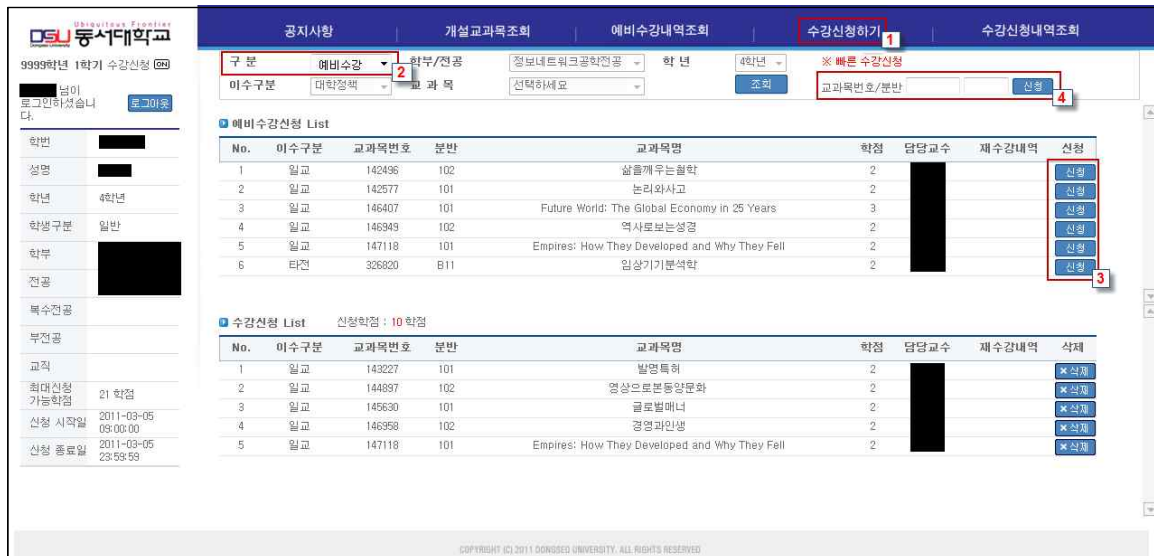 Ubiquitous Frontier
DSU 동서대학교
공지사항 개설교과목조회 예비수강내역조회 수강신청하기 수강신청내역조회
1
9999학년 1학기 수강신청 ON
님이
로그인하셨습니
다.
로그아웃
학번
성명
학년 4학년
학생구분 일반
학부
전공
복수전공
부전공
교직
최대신청
가능학점 21 학점
신청 시작일 2011-03-05
09:00:00
신청 종료일 2011-03-05
23:59:59
구 분 예비수강 학부/전공 정보네트워크공학전공 학 년 4학년 ※ 빠른 수강신청
2
이수구분 대학정책 교 과 목 선택하세요 조회 교과목번호/분반 신청
4
예비수강신청 List
No. 이수구분 교과목번호 분반 교과목명 학점 담당교수 재수강내역 신청
1 일교 142496 102 삶을깨우는철학 2 신청
2 일교 142577 101 논리와사고 2 신청
3 일교 146407 101 Future World: The Global Economy in 25 Years 3 신청
4 일교 146949 102 역사로보는성경 2 신청
5 일교 147118 101 Empires: How They Developed and Why They Fell 2 신청
6 타전 326820 B11 임상기기분석학 2 신청
3
수강신청 List 신청학점 : 10 학점
No. 이수구분 교과목번호 분반 교과목명 학점 담당교수 재수강내역 삭제
1 일교 143227 101 발명특허 2 ×삭제
2 일교 144897 102 영상으로본동양문화 2 ×삭제
3 일교 145630 101 글로벌매너 2 ×삭제
4 일교 146958 102 경영과인생 2 ×삭제
5 일교 147118 101 Empires: How They Developed and Why They Fell 2 ×삭제
COPYRIGHT (C) 2011 DONGSEO UNIVERSITY. ALL RIGHTS RESERVED